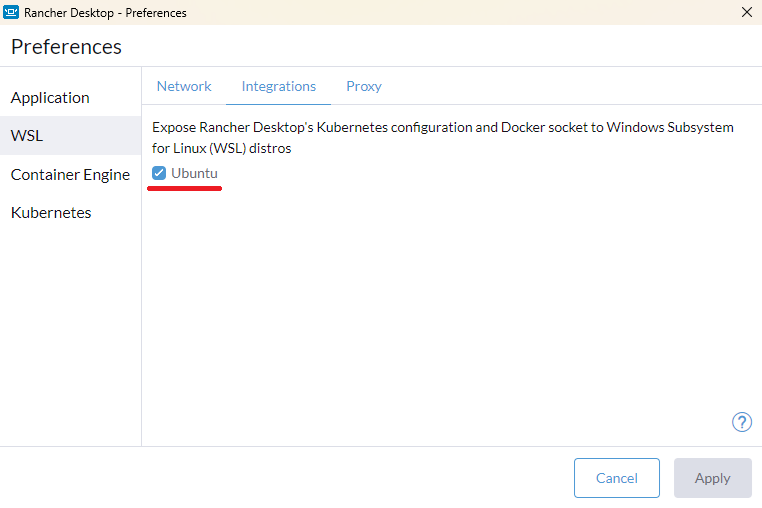 Rancher Desktop - Preferences
Preferences
Application
WSL
Container Engine
Kubernetes
Network
Integrations
Proxy
Expose Rancher Desktop's Kubernetes configuration and Docker socket to Windows Subsystem
for Linux (WSL) distros
Ubuntu
?
Cancel
Apply